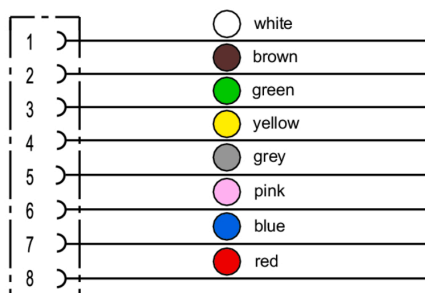 white
1
brown
2
green
3
yellow
4
grey
5
pink
6
blue
7
red
8